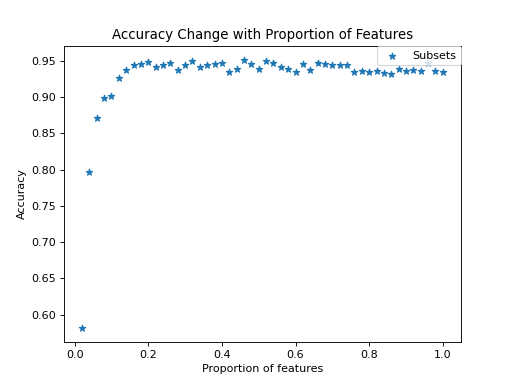 Accuracy Change with Proportion of Features
Subsets
Accuracy
0.95
0.90
0.85
0.80
0.75
0.70
0.65
0.60
0.0 0.2 0.4 0.6 0.8 1.0
Proportion of features